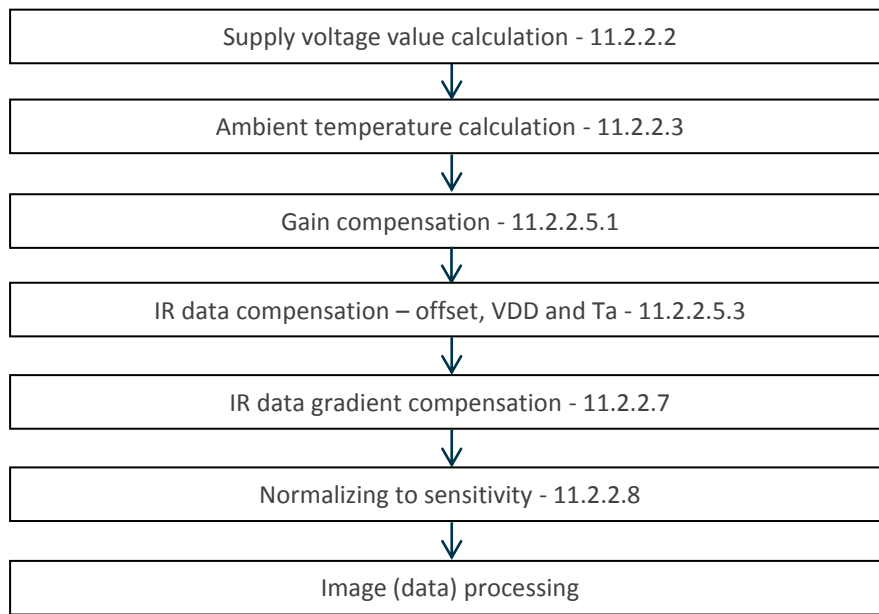 Supply voltage value calculation - 11.2.2.2
Ambient temperature calculation - 11.2.2.3
Gain compensation - 11.2.2.5.1
IR data compensation – offset, VDD and Ta - 11.2.2.5.3
IR data gradient compensation - 11.2.2.7
Normalizing to sensitivity - 11.2.2.8
Image (data) processing